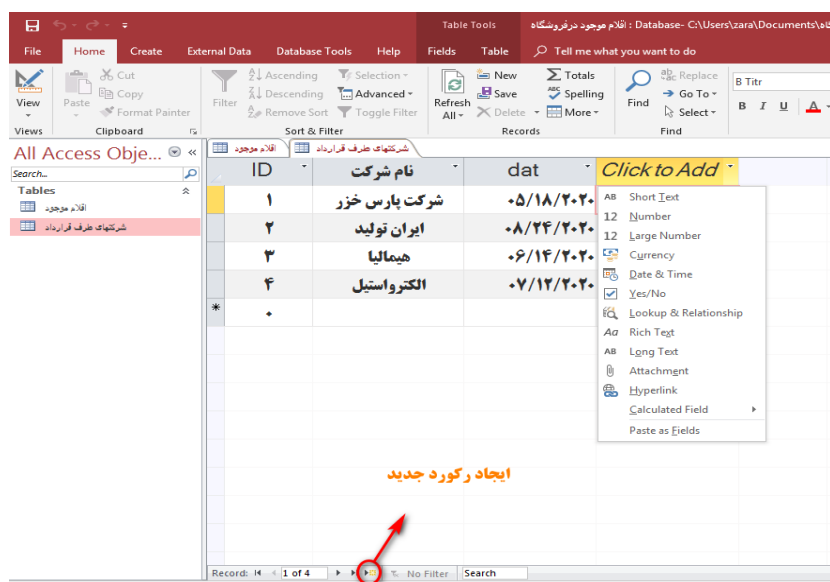 Table Tools
اقلام موجود درفروشگاه : Database- C:\Users\zara\Documents\
File Home Create External Data Database Tools Help Fields Table Tell me what you want to do
View
Views
Paste
Cut
Copy
Format Painter
Clipboard
Filter
Ascending
Descending
Remove Sort
Selection
Advanced
Toggle Filter
Sort & Filter
Refresh All
New
Save
Delete
Totals
Spelling
More
Records
Find
Replace
Go To
Select
Find
B Titr
B I U A
All Access Obje...
Search...
Tables
اقلام موجود
شرکتهای طرف قرارداد
اقلام موجود
شرکتهای طرف قرارداد
ID نام شرکت dat Click to Add
۱ شرکت پارس خزر ۰۵/۱۸/۲۰۲۰
۲ ایران تولید ۰۸/۲۴/۲۰۲۰
۳ هیمالیا ۰۶/۱۴/۲۰۲۰
۴ الکترواستیل ۰۷/۱۲/۲۰۲۰
* ۰
AB Short Text
12 Number
12 Large Number
Currency
Date & Time
Yes/No
Lookup & Relationship
Aa Rich Text
AB Long Text
Attachment
Hyperlink
Calculated Field
Paste as Fields
ایجاد رکورد جدید
Record: 1 of 4 No Filter Search